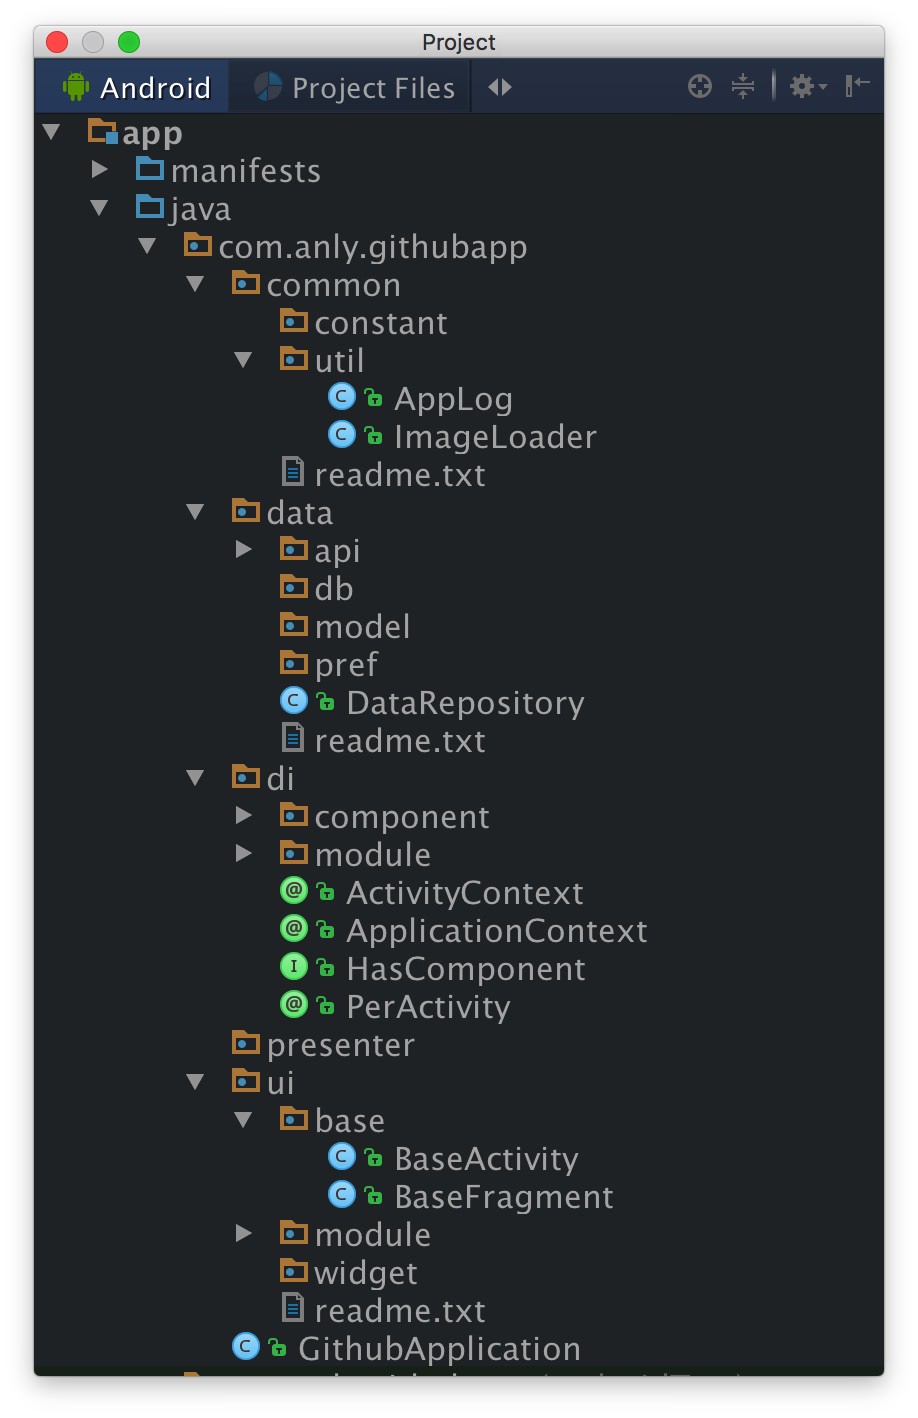 Project
Android Project Files
app
manifests
java
com.anly.githubapp
common
constant
util
C AppLog
C ImageLoader
readme.txt
data
api
db
model
pref
C DataRepository
readme.txt
di
component
module
@ ActivityContext
@ ApplicationContext
I HasComponent
@ PerActivity
presenter
ui
base
C BaseActivity
C BaseFragment
module
widget
readme.txt
C GithubApplication